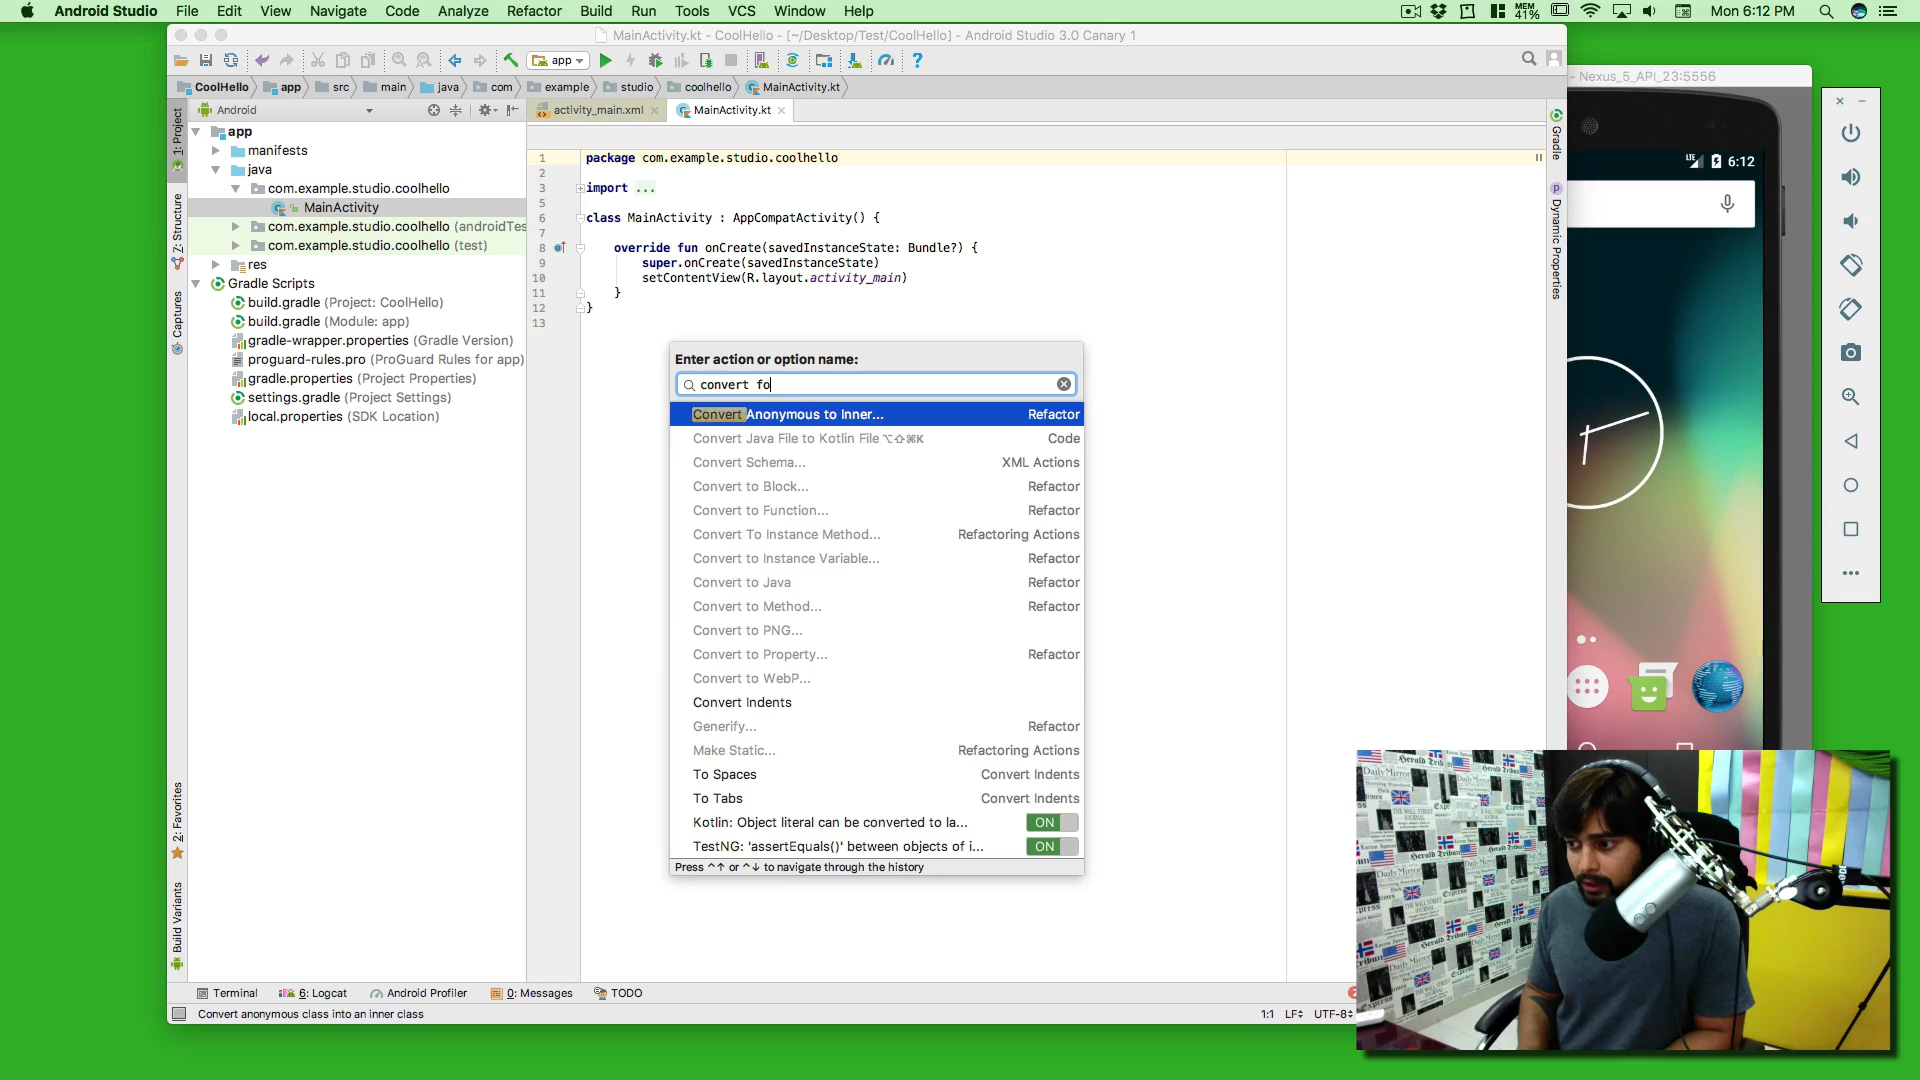 Android Studio File Edit View Navigate Code Analyze Refactor Build Run Tools VCS Window Help
MEM 41% Mon 6:12 PM
MainActivity.kt - CoolHello - [~/Desktop/Test/CoolHello] - Android Studio 3.0 Canary 1
app
CoolHello app src main java com example studio coolhello MainActivity.kt
Android
activity_main.xml MainActivity.kt
1: Project
7: Structure
Captures
2: Favorites
Build Variants
app
manifests
java
com.example.studio.coolhello
MainActivity
com.example.studio.coolhello (androidTes
com.example.studio.coolhello (test)
res
Gradle Scripts
build.gradle (Project: CoolHello)
build.gradle (Module: app)
gradle-wrapper.properties (Gradle Version)
proguard-rules.pro (ProGuard Rules for app)
gradle.properties (Project Properties)
settings.gradle (Project Settings)
local.properties (SDK Location)
1 package com.example.studio.coolhello
2
3 import ...
5
6 class MainActivity : AppCompatActivity() {
7
8 override fun onCreate(savedInstanceState: Bundle?) {
9 super.onCreate(savedInstanceState)
10 setContentView(R.layout.activity_main)
11 }
12 }
13
Enter action or option name:
convert fo
Convert Anonymous to Inner... Refactor
Convert Java File to Kotlin File ⌥⇧⌘K Code
Convert Schema... XML Actions
Convert to Block... Refactor
Convert to Function... Refactor
Convert To Instance Method... Refactoring Actions
Convert to Instance Variable... Refactor
Convert to Java Refactor
Convert to Method... Refactor
Convert to PNG...
Convert to Property... Refactor
Convert to WebP...
Convert Indents
Generify... Refactor
Make Static... Refactoring Actions
To Spaces Convert Indents
To Tabs Convert Indents
Kotlin: Object literal can be converted to la... ON
TestNG: 'assertEquals()' between objects of i... ON
Press ^↑ or ^↓ to navigate through the history
Gradle
Dynamic Properties
- Nexus_5_API_23:5556
LTE 6:12
Terminal 6: Logcat Android Profiler 0: Messages TODO
Convert anonymous class into an inner class
1:1 LF UTF-8
Herald Tribun
Daily Mirror